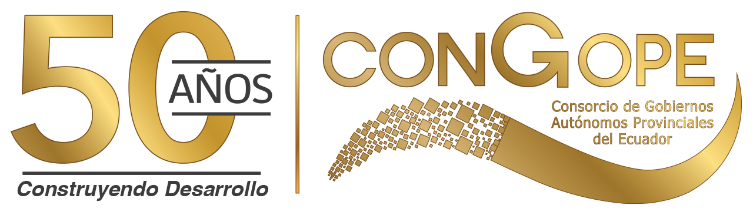 50
AÑOS
Construyendo Desarrollo
CONGOPE
Consorcio de Gobiernos
Autónomos Provinciales
del Ecuador